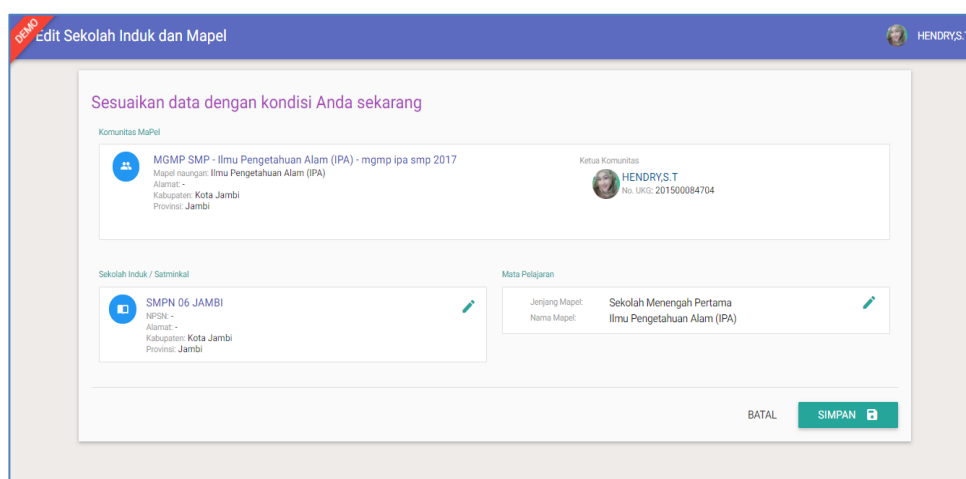 DEMO
Edit Sekolah Induk dan Mapel
HENDRY,S.T
Sesuaikan data dengan kondisi Anda sekarang
Komunitas MaPel
MGMP SMP - Ilmu Pengetahuan Alam (IPA) - mgmp ipa smp 2017
Mapel naungan: Ilmu Pengetahuan Alam (IPA)
Alamat: -
Kabupaten: Kota Jambi
Provinsi: Jambi
Ketua Komunitas
HENDRY,S.T
No. UKG: 201500084704
Sekolah Induk / Satminkal
SMPN 06 JAMBI
NPSN: -
Alamat: -
Kabupaten: Kota Jambi
Provinsi: Jambi
Mata Pelajaran
Jenjang Mapel: Sekolah Menengah Pertama
Nama Mapel: Ilmu Pengetahuan Alam (IPA)
BATAL
SIMPAN